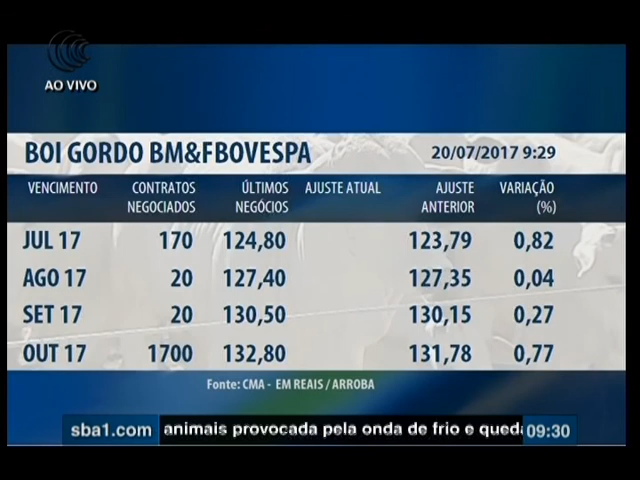 AO VIVO
BOI GORDO BM&FBOVESPA 20/07/2017 9:29
VENCIMENTO CONTRATOS NEGOCIADOS ÚLTIMOS NEGÓCIOS AJUSTE ATUAL AJUSTE ANTERIOR VARIAÇÃO (%)
JUL 17 170 124,80 123,79 0,82
AGO 17 20 127,40 127,35 0,04
SET 17 20 130,50 130,15 0,27
OUT 17 1700 132,80 131,78 0,77
Fonte: CMA - EM REAIS / ARROBA
sba1.com animais provocada pela onda de frio e queda 09:30